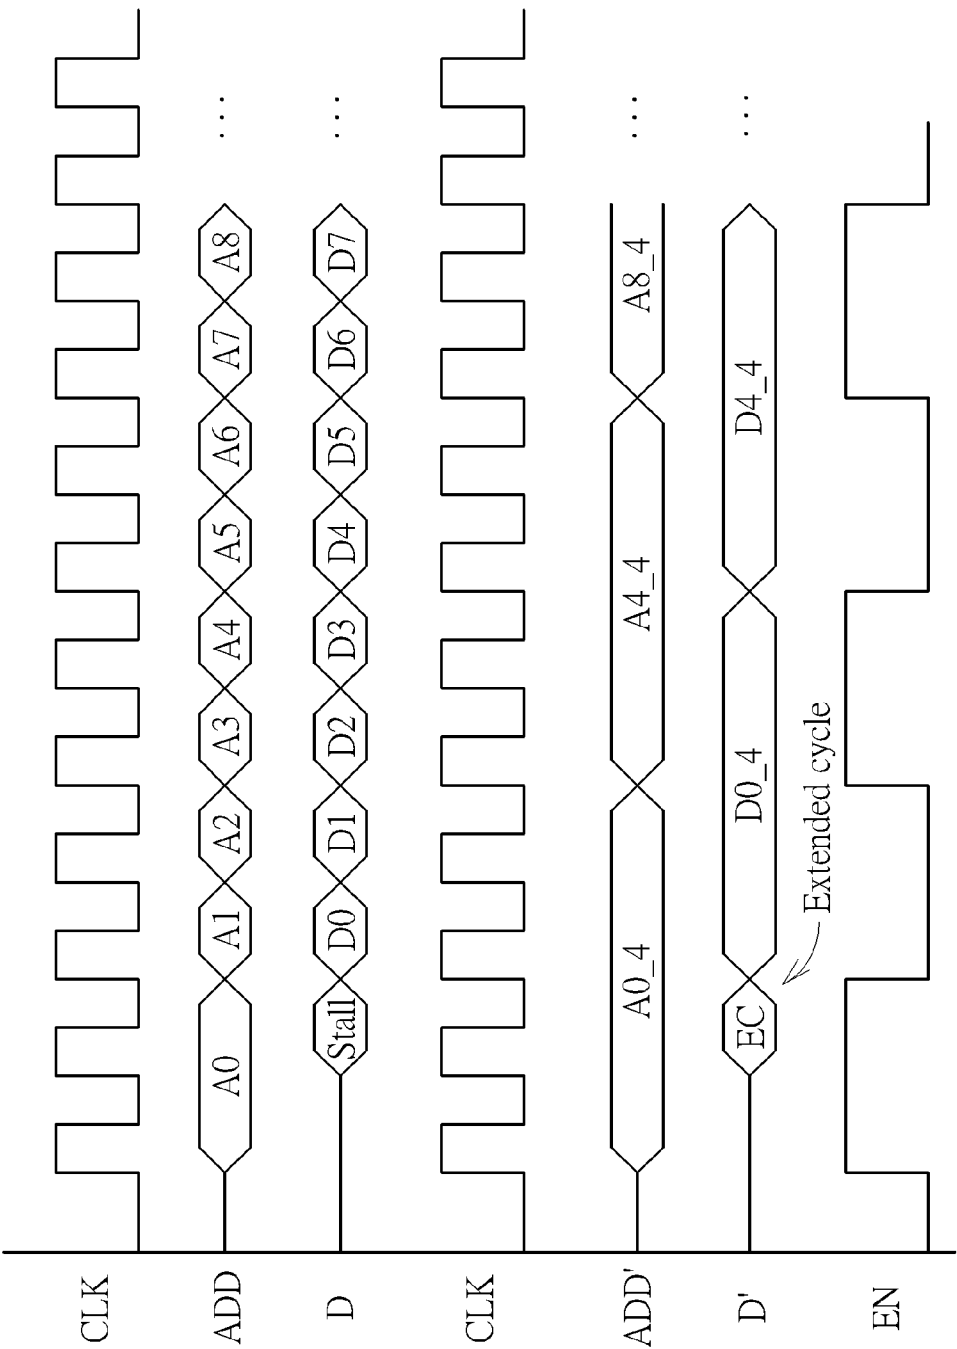 CLK
ADD A0 A1 A2 A3 A4 A5 A6 A7 A8 ...
D Stall D0 D1 D2 D3 D4 D5 D6 D7 ...
CLK
ADD' A0_4 A4_4 A8_4 ...
D' EC D0_4 D4_4 ...
Extended cycle
EN